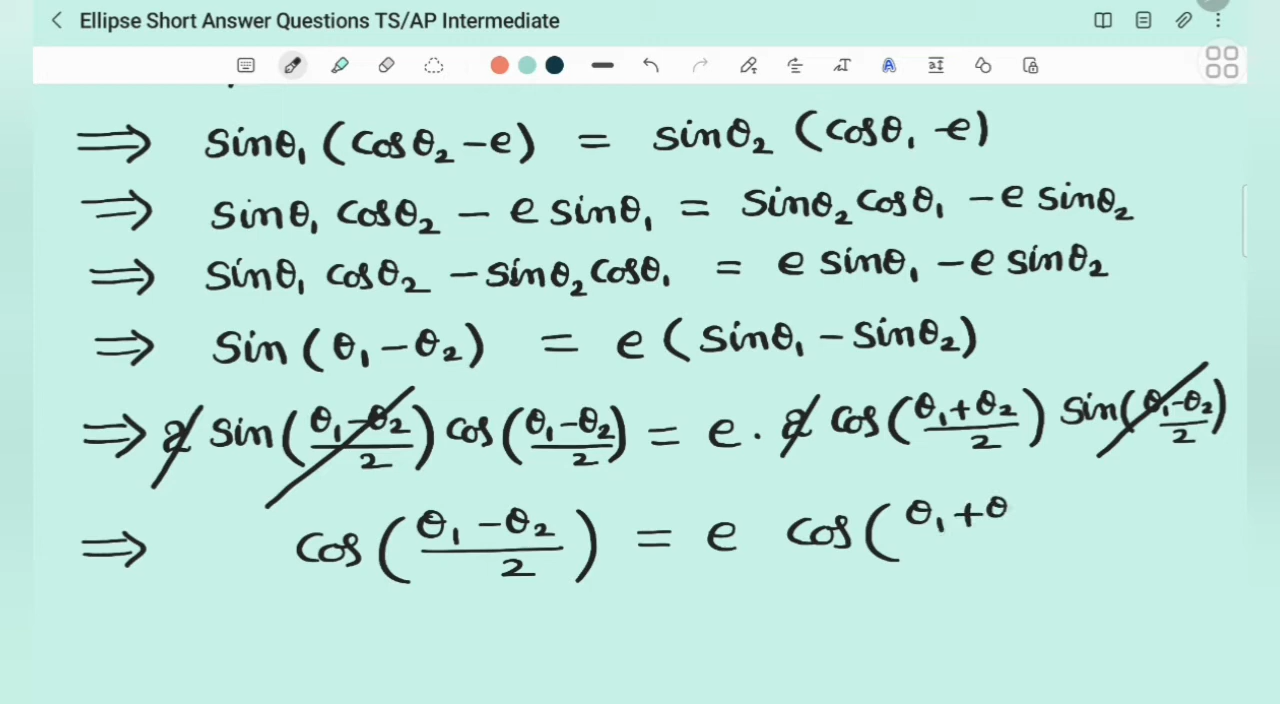 Ellipse Short Answer Questions TS/AP Intermediate
⟹ Sinθ₁ (cosθ₂ - e) = sinθ₂ (cosθ₁ - e)
⟹ sinθ₁ cosθ₂ - e sinθ₁ = sinθ₂ cosθ₁ - e sinθ₂
⟹ sinθ₁ cosθ₂ - sinθ₂ cosθ₁ = e sinθ₁ - e sinθ₂
⟹ Sin(θ₁ - θ₂) = e (sinθ₁ - sinθ₂)
⟹ 2 sin((θ₁-θ₂)/2) cos((θ₁-θ₂)/2) = e . 2 cos((θ₁+θ₂)/2) sin((θ₁-θ₂)/2)
⟹ cos((θ₁-θ₂)/2) = e cos(θ₁+θ